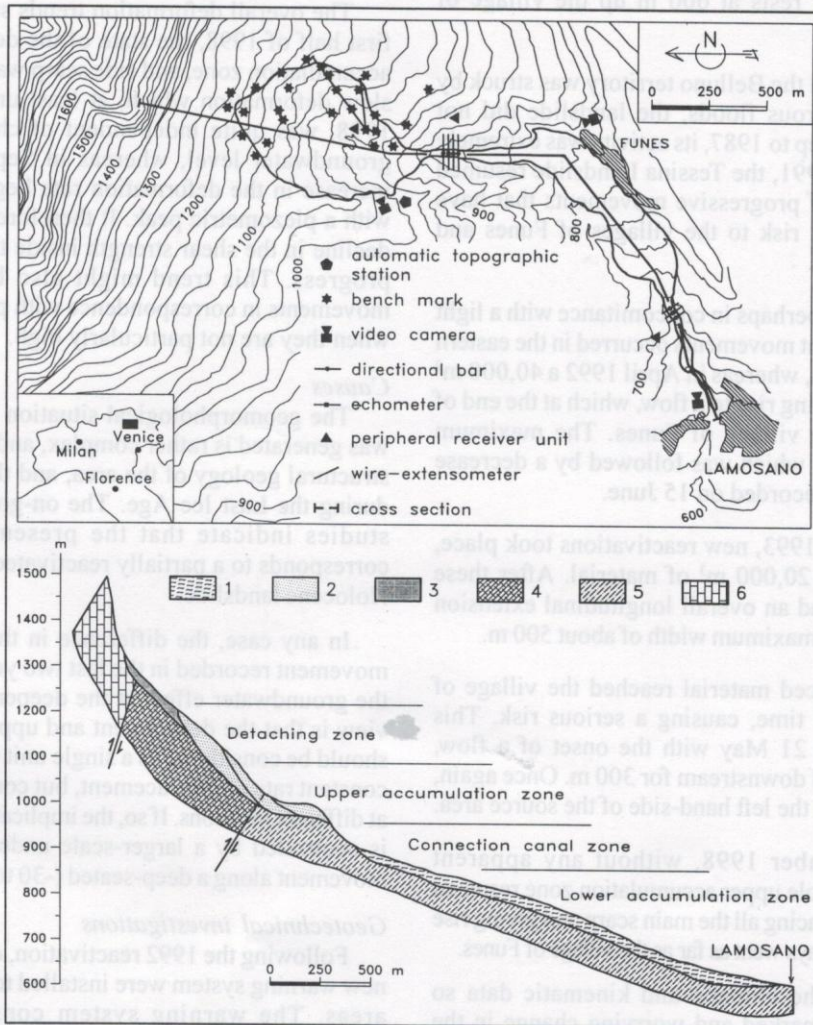 N
0 250 500 m
FUNES
LAMOSANO
1600
1500
1400
1300
1200
1100
1000
900
800
700
600
900
automatic topographic
station
bench mark
video camera
directional bar
echometer
peripheral receiver unit
wire-extensometer
cross section
Milan
Venice
Florence
m
1500
1400
1300
1200
1100
1000
900
800
700
600
1 2 3 4 5 6
Detaching zone
Upper accumulation zone
Connection canal zone
Lower accumulation zone
LAMOSANO
0 250 500 m